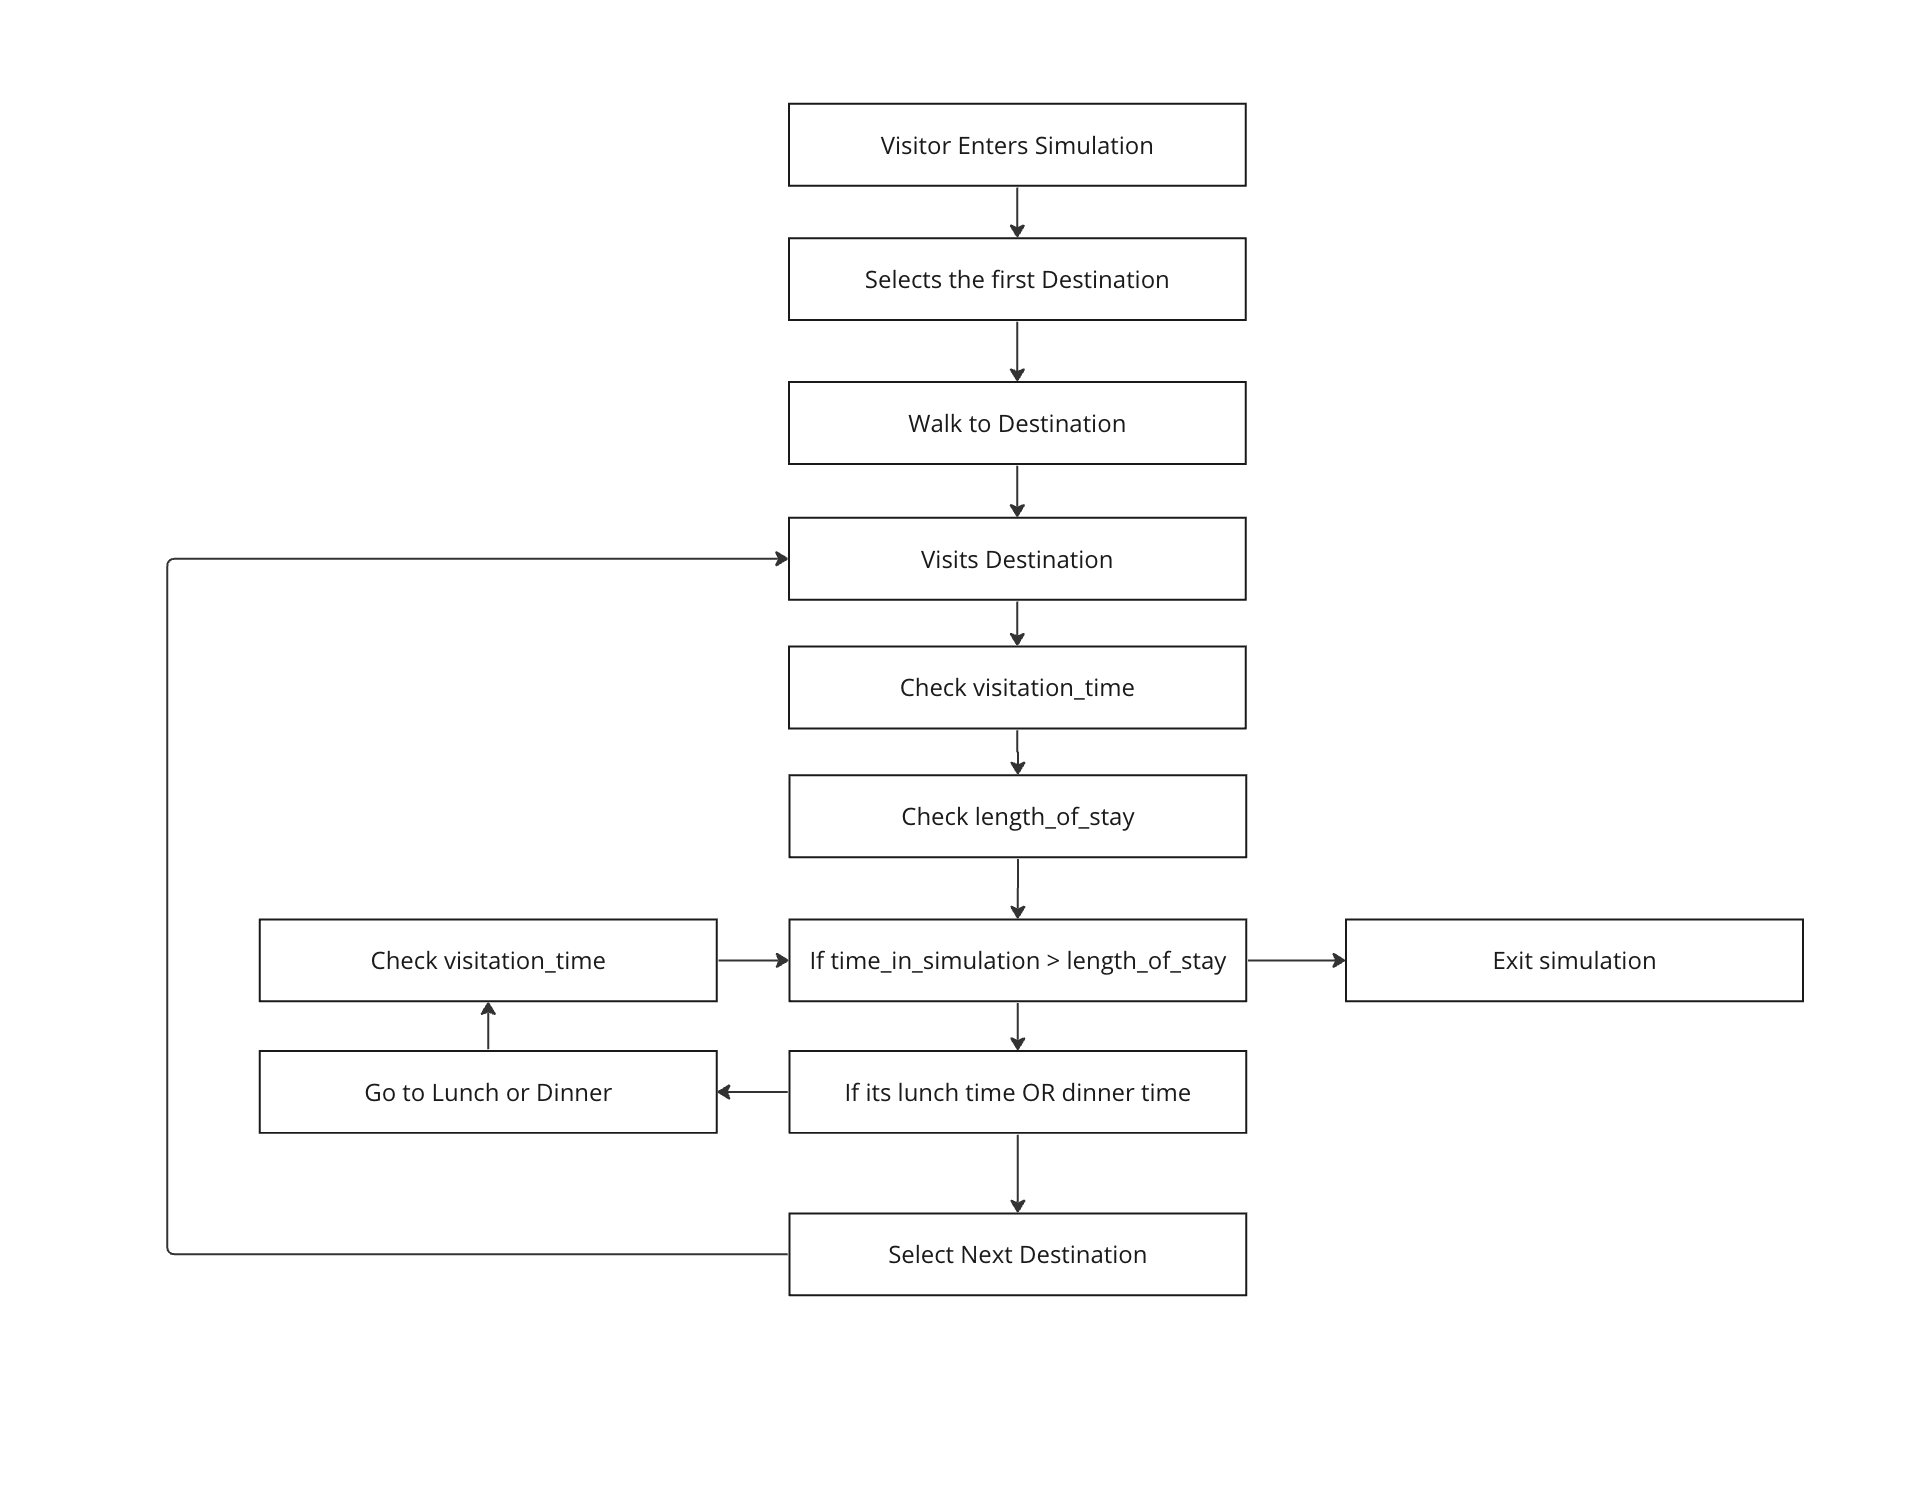 Visitor Enters Simulation
Selects the first Destination
Walk to Destination
Visits Destination
Check visitation_time
Check length_of_stay
Check visitation_time
If time_in_simulation > length_of_stay
Exit simulation
Go to Lunch or Dinner
If its lunch time OR dinner time
Select Next Destination